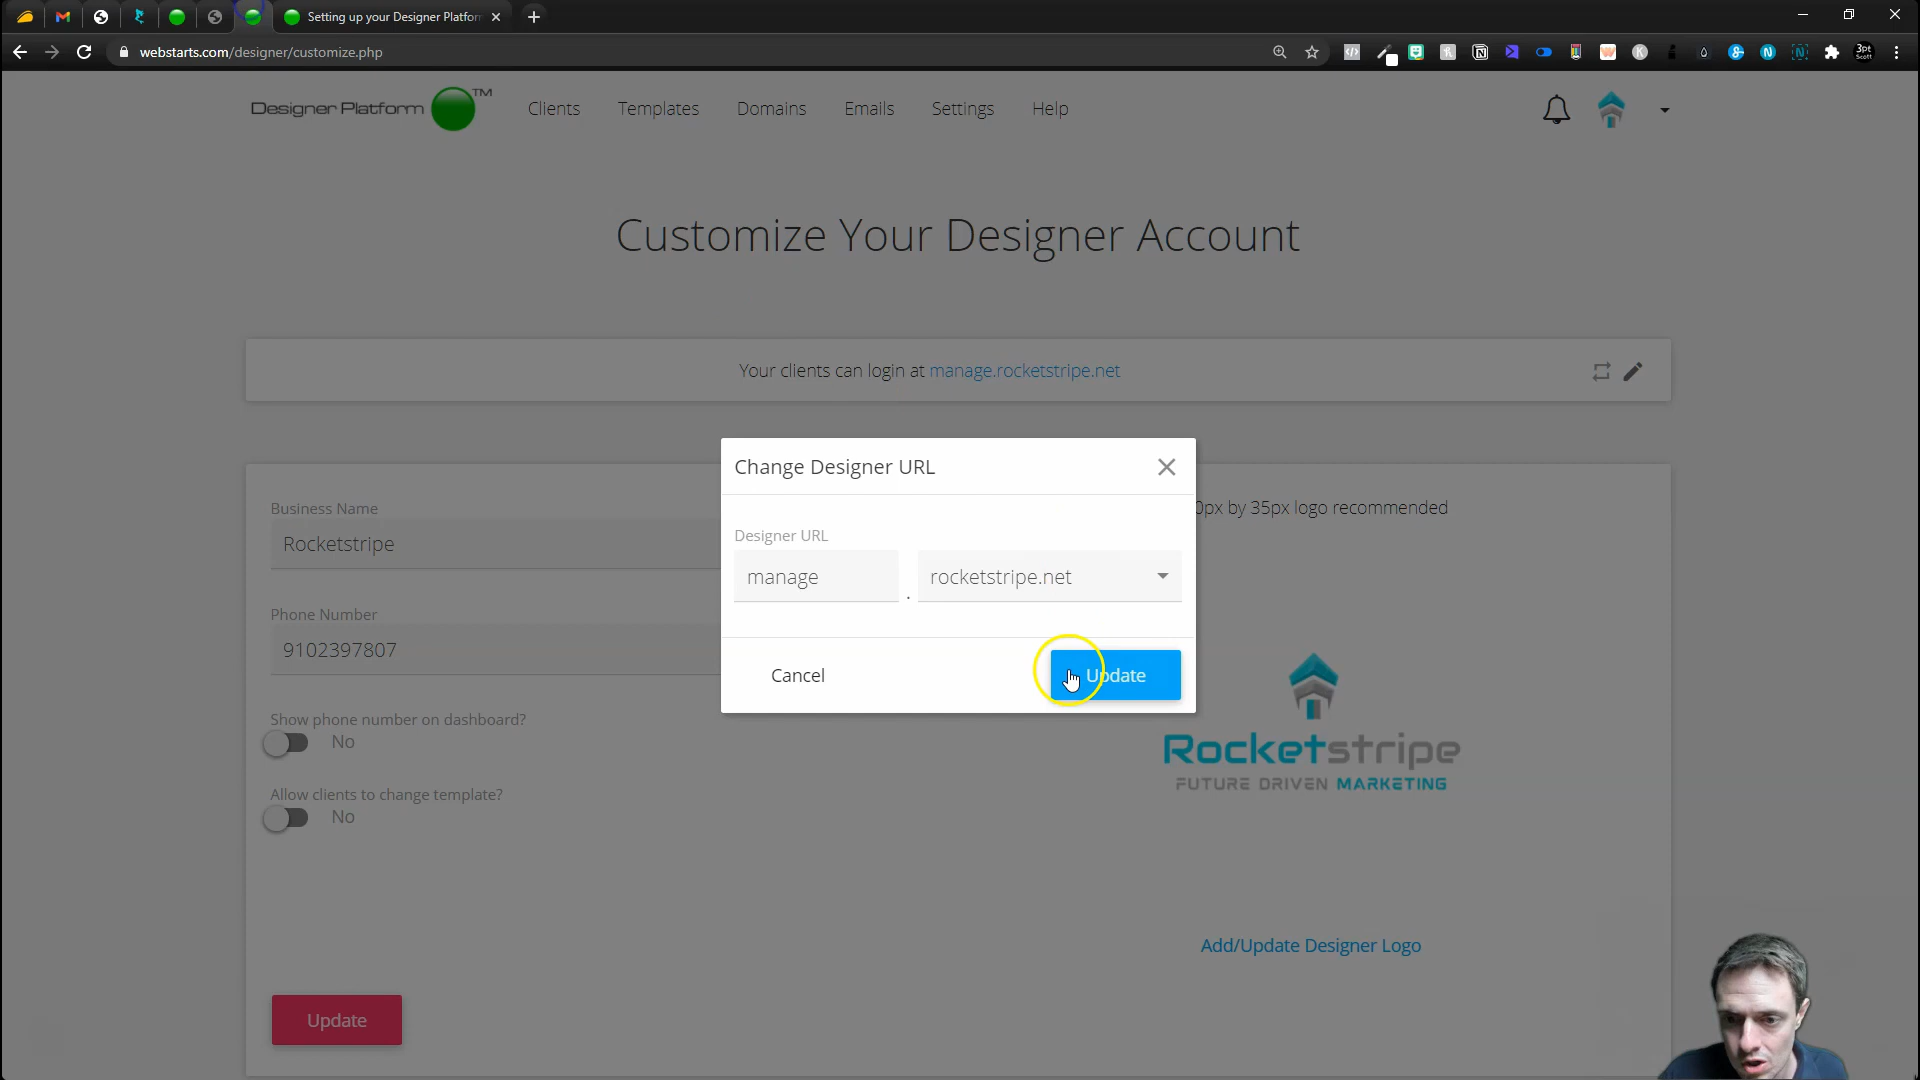 Setting up your Designer Platfor
webstarts.com/designer/customize.php
3pt
Scott
Designer Platform TM
Clients
Templates
Domains
Emails
Settings
Help
Customize Your Designer Account
Your clients can login at manage.rocketstripe.net
Change Designer URL
Designer URL
manage . rocketstripe.net
Cancel
Update
Business Name
Rocketstripe
Phone Number
9102397807
Show phone number on dashboard?
No
Allow clients to change template?
No
Update
0px by 35px logo recommended
Rocketstripe
FUTURE DRIVEN MARKETING
Add/Update Designer Logo